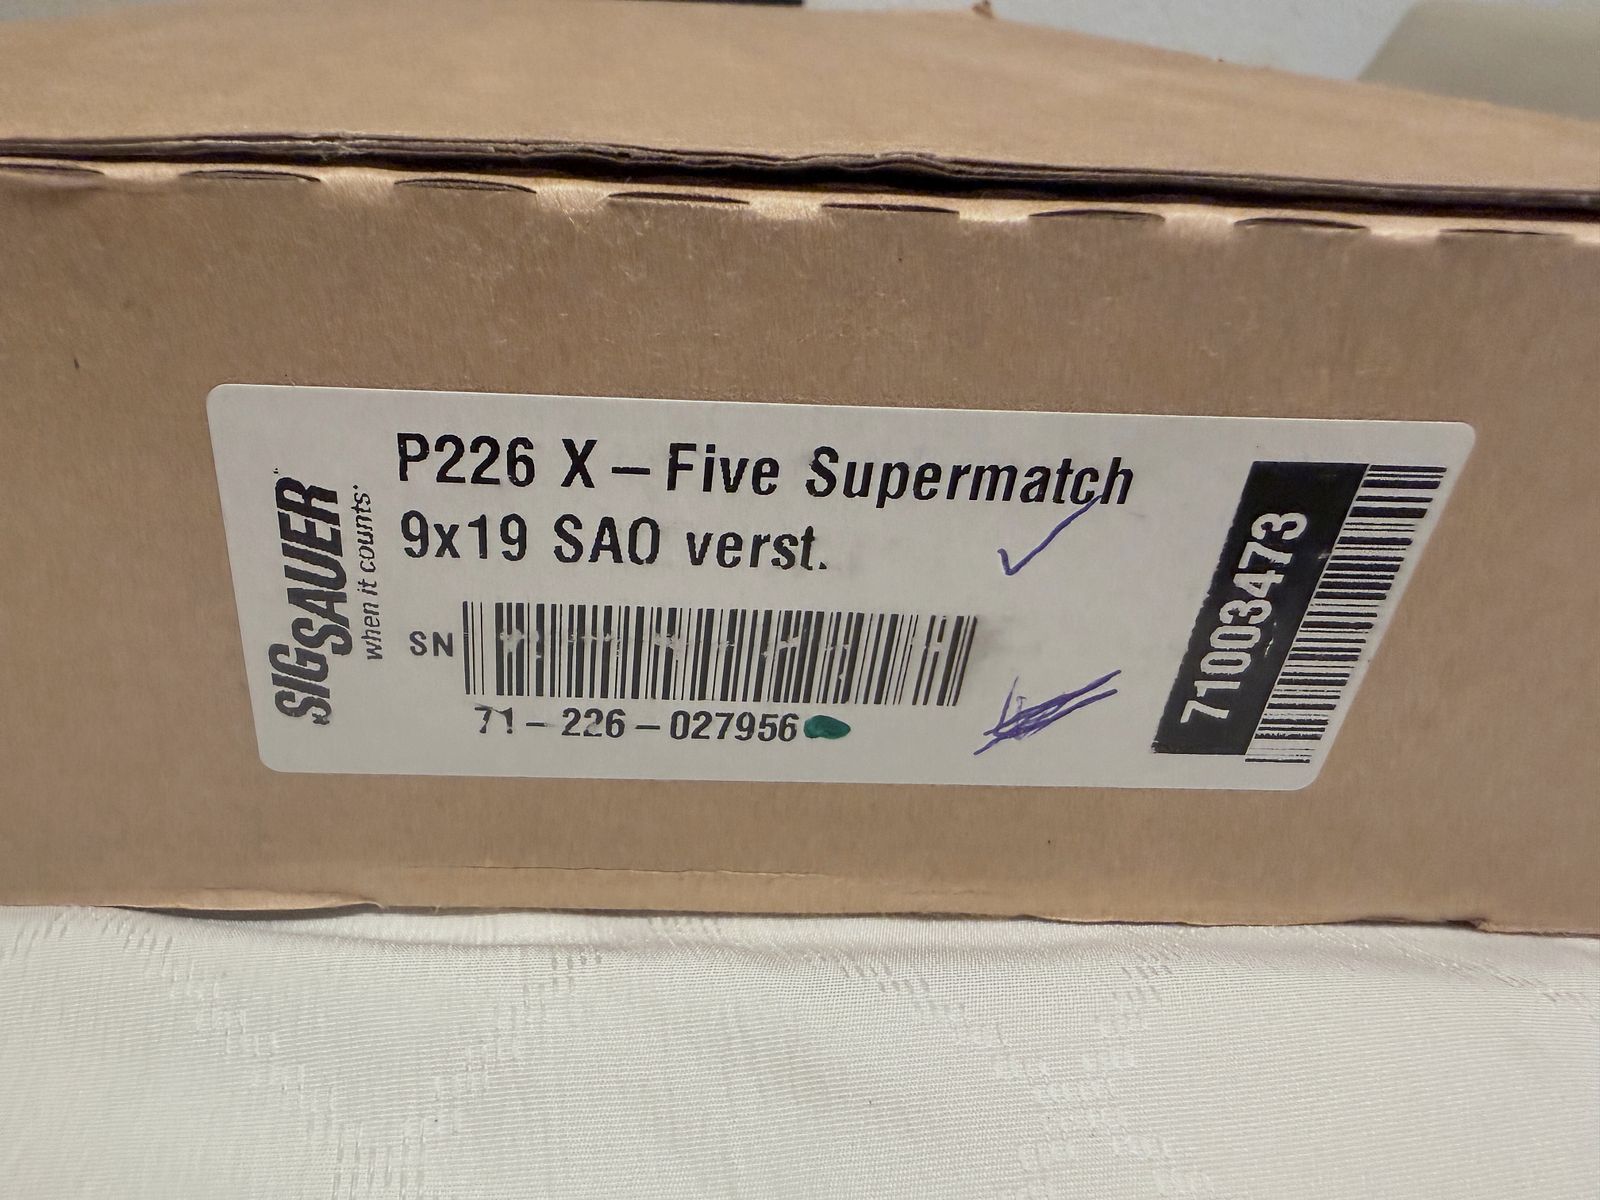 SIGSAUER
when it counts
P226 X - Five Supermatch
9x19 SAO verst.
SN
71 - 226 - 027956
71003473